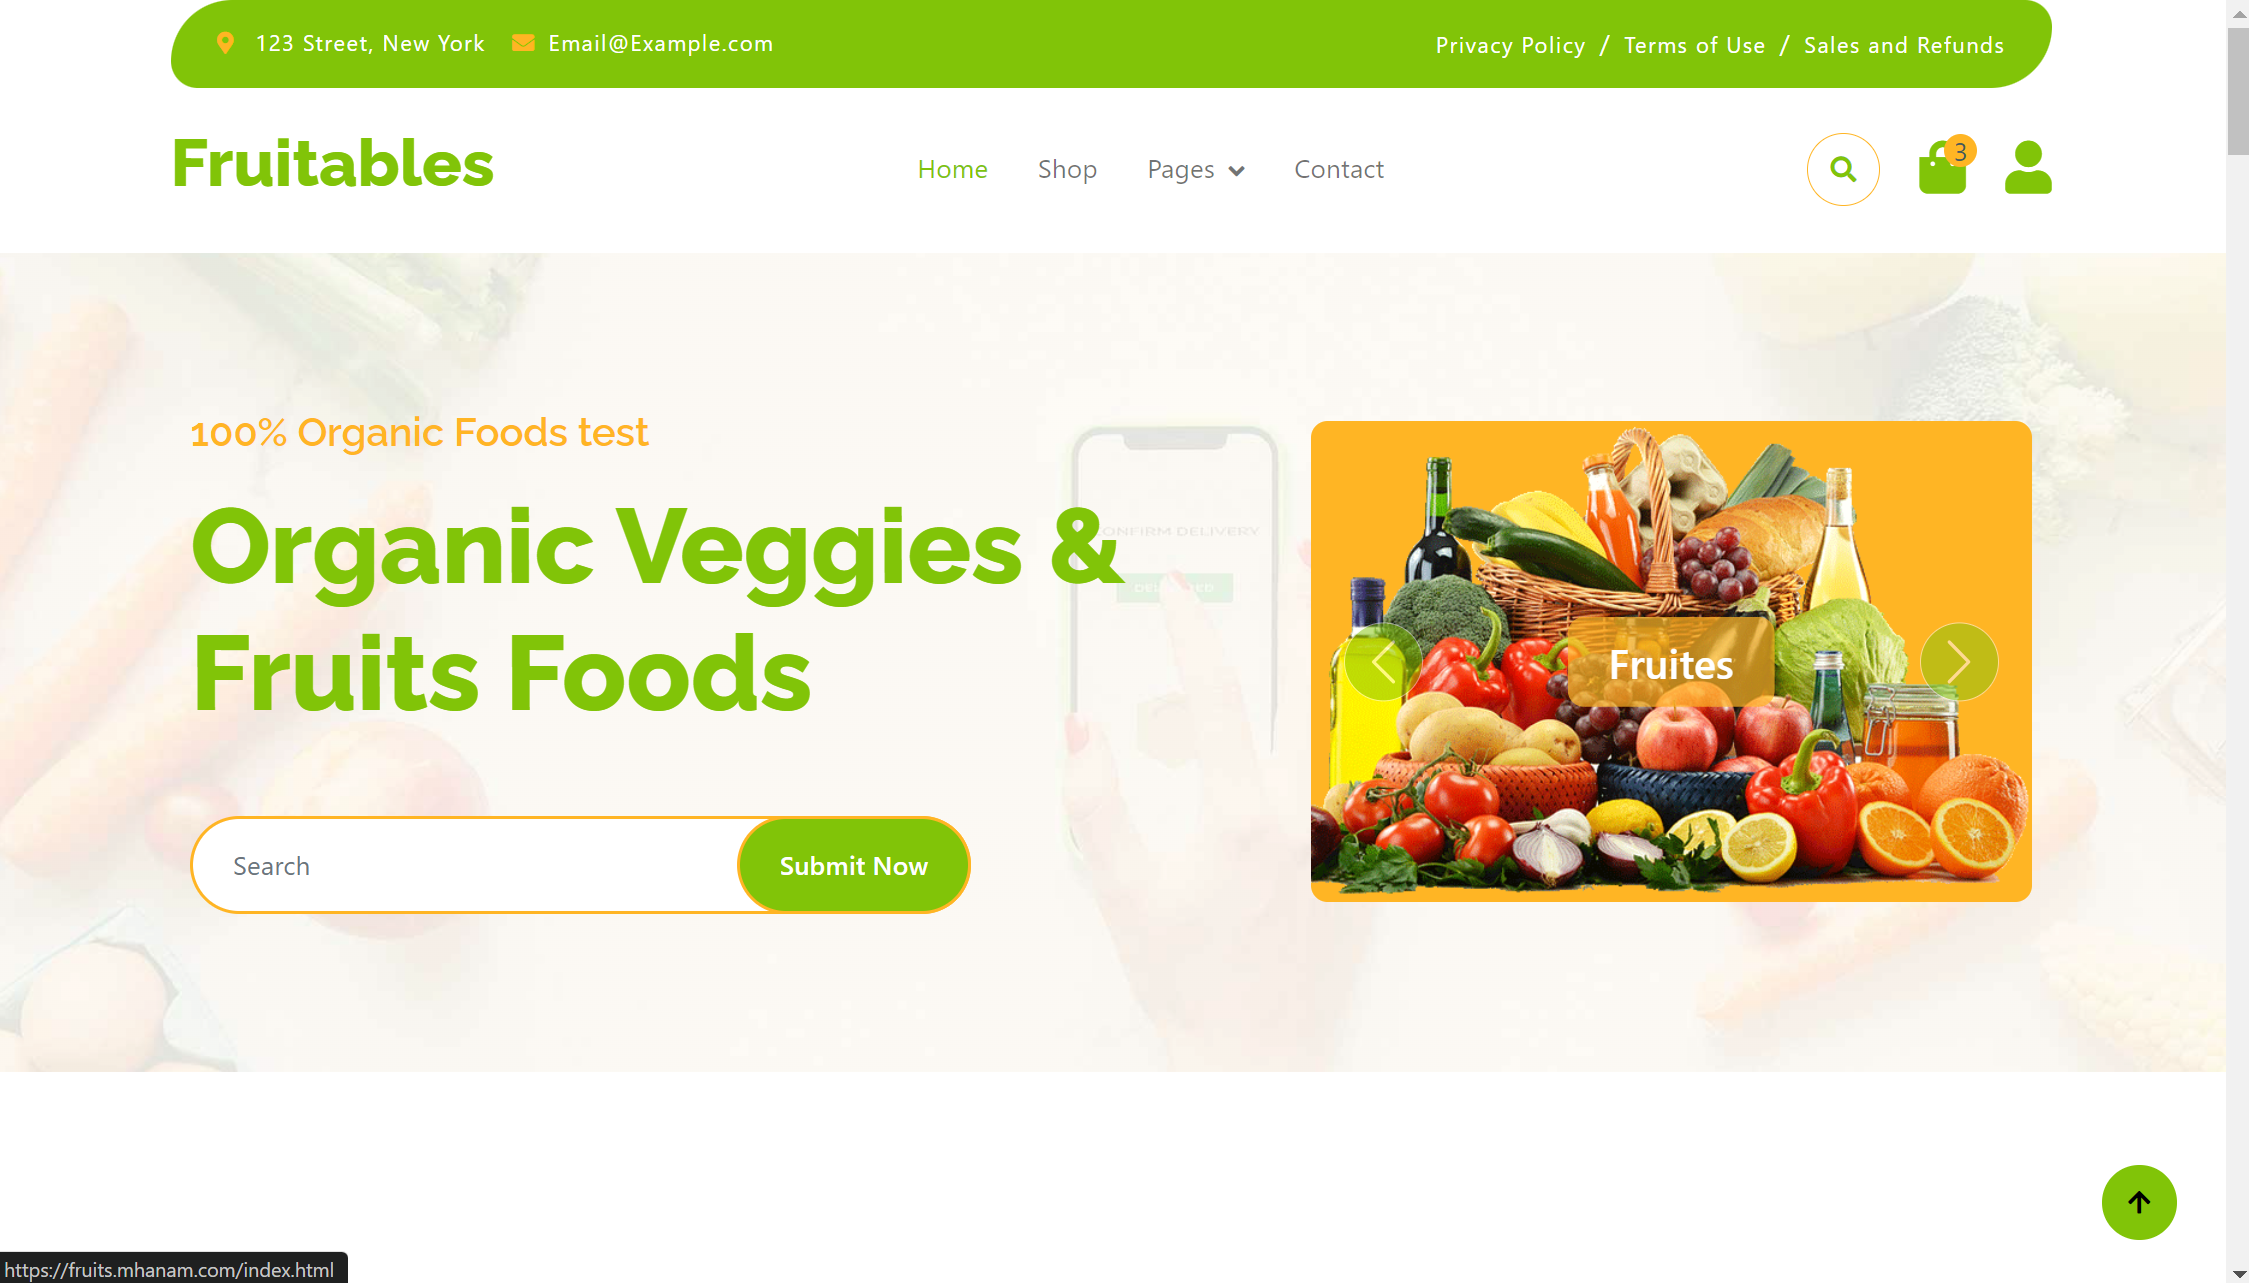 123 Street, New York Email@Example.com Privacy Policy / Terms of Use / Sales and Refunds
Fruitables Home Shop Pages Contact 3
100% Organic Foods test
Organic Veggies &
Fruits Foods
CONFIRM DELIVERY
Fruites
Search Submit Now
https://fruits.mhanam.com/index.html